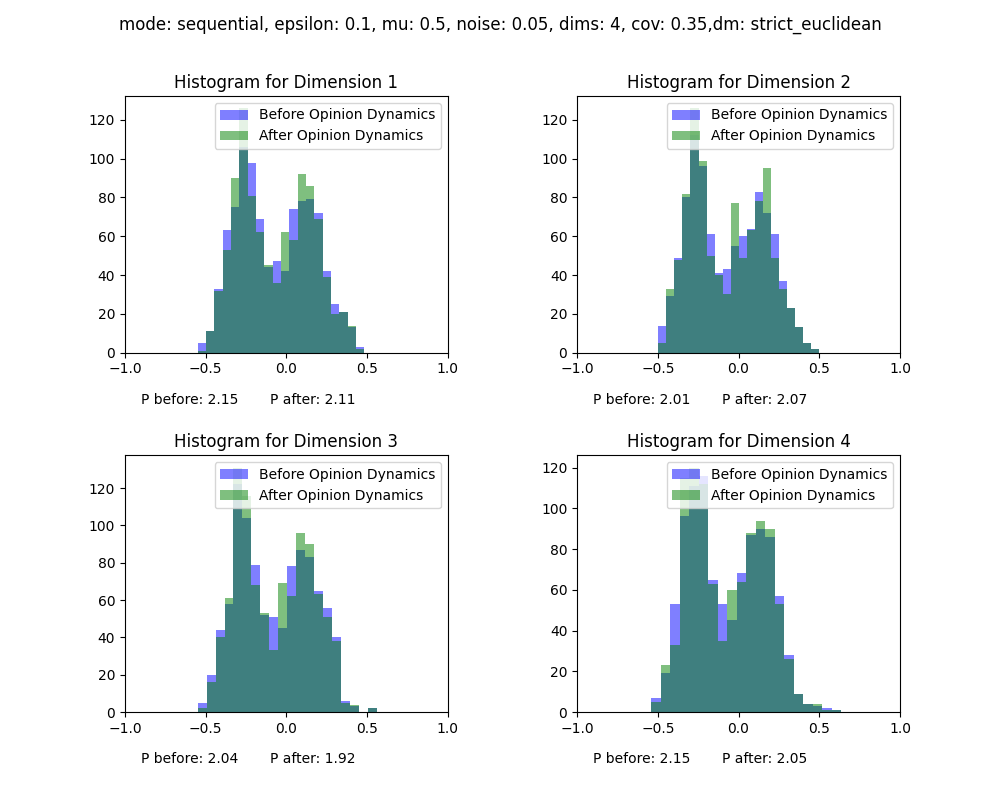 mode: sequential, epsilon: 0.1, mu: 0.5, noise: 0.05, dims: 4, cov: 0.35,dm: strict_euclidean
Histogram for Dimension 1
Before Opinion Dynamics
After Opinion Dynamics
120
100
80
60
40
20
0
−1.0 −0.5 0.0 0.5 1.0
P before: 2.15 P after: 2.11
Histogram for Dimension 2
Before Opinion Dynamics
After Opinion Dynamics
120
100
80
60
40
20
0
−1.0 −0.5 0.0 0.5 1.0
P before: 2.01 P after: 2.07
Histogram for Dimension 3
Before Opinion Dynamics
After Opinion Dynamics
120
100
80
60
40
20
0
−1.0 −0.5 0.0 0.5 1.0
P before: 2.04 P after: 1.92
Histogram for Dimension 4
Before Opinion Dynamics
After Opinion Dynamics
120
100
80
60
40
20
0
−1.0 −0.5 0.0 0.5 1.0
P before: 2.15 P after: 2.05